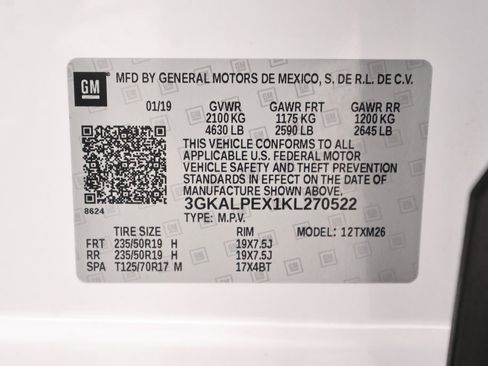 GM MFD BY GENERAL MOTORS DE MEXICO, S. DE R.L. DE C.V.
01/19 GVWR GAWR FRT GAWR RR
2100 KG 1175 KG 1200 KG
4630 LB 2590 LB 2645 LB
THIS VEHICLE CONFORMS TO ALL
APPLICABLE U.S. FEDERAL MOTOR
VEHICLE SAFETY AND THEFT PREVENTION
STANDARDS IN EFFECT ON THE DATE OF
MANUFACTURE SHOWN ABOVE.
8624 3GKALPEX1KL270522
TYPE: M.P.V.
TIRE SIZE RIM MODEL: 12TXM26
FRT 235/50R19 H 19X7.5J
RR 235/50R19 H 19X7.5J
SPA T125/70R17 M 17X4BT